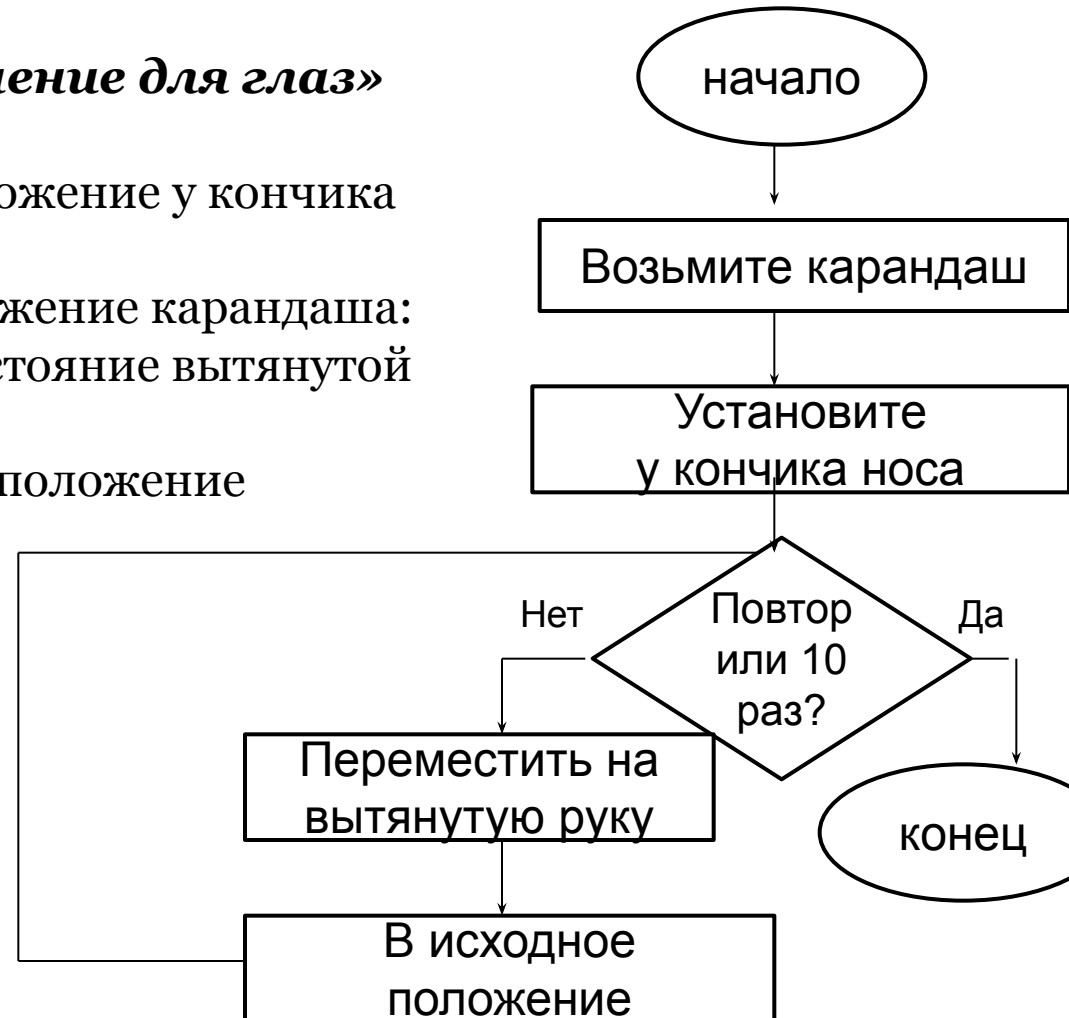 ение для глаз»
ожение у кончика
жение карандаша:
стояние вытянутой
положение
начало
Возьмите карандаш
Установите
у кончика носа
Нет
Повтор
или 10
раз?
Да
Переместить на
вытянутую руку
конец
В исходное
положение